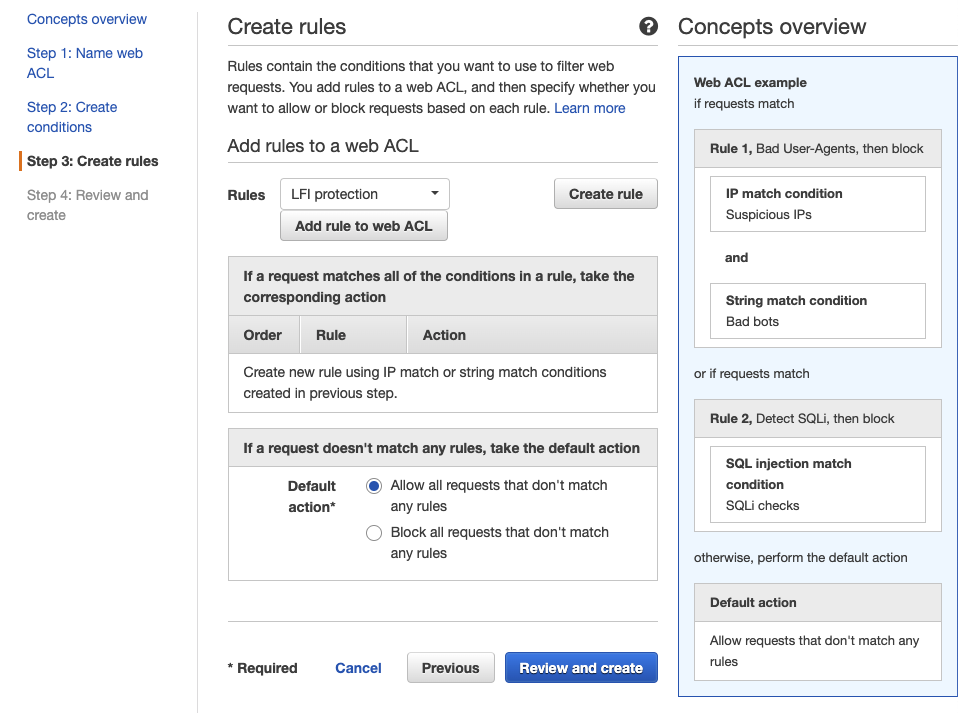 Concepts overview
Step 1: Name web
ACL
Step 2: Create
conditions
Step 3: Create rules
Step 4: Review and
create
Create rules
?
Rules contain the conditions that you want to use to filter web
requests. You add rules to a web ACL, and then specify whether you
want to allow or block requests based on each rule. Learn more
Add rules to a web ACL
Rules
LFI protection
Create rule
Add rule to web ACL
If a request matches all of the conditions in a rule, take the
corresponding action
Order
Rule
Action
Create new rule using IP match or string match conditions
created in previous step.
If a request doesn't match any rules, take the default action
Default
action*
Allow all requests that don't match
any rules
Block all requests that don't match
any rules
* Required
Cancel
Previous
Review and create
Concepts overview
Web ACL example
if requests match
Rule 1, Bad User-Agents, then block
IP match condition
Suspicious IPs
and
String match condition
Bad bots
or if requests match
Rule 2, Detect SQLi, then block
SQL injection match
condition
SQLi checks
otherwise, perform the default action
Default action
Allow requests that don't match any
rules